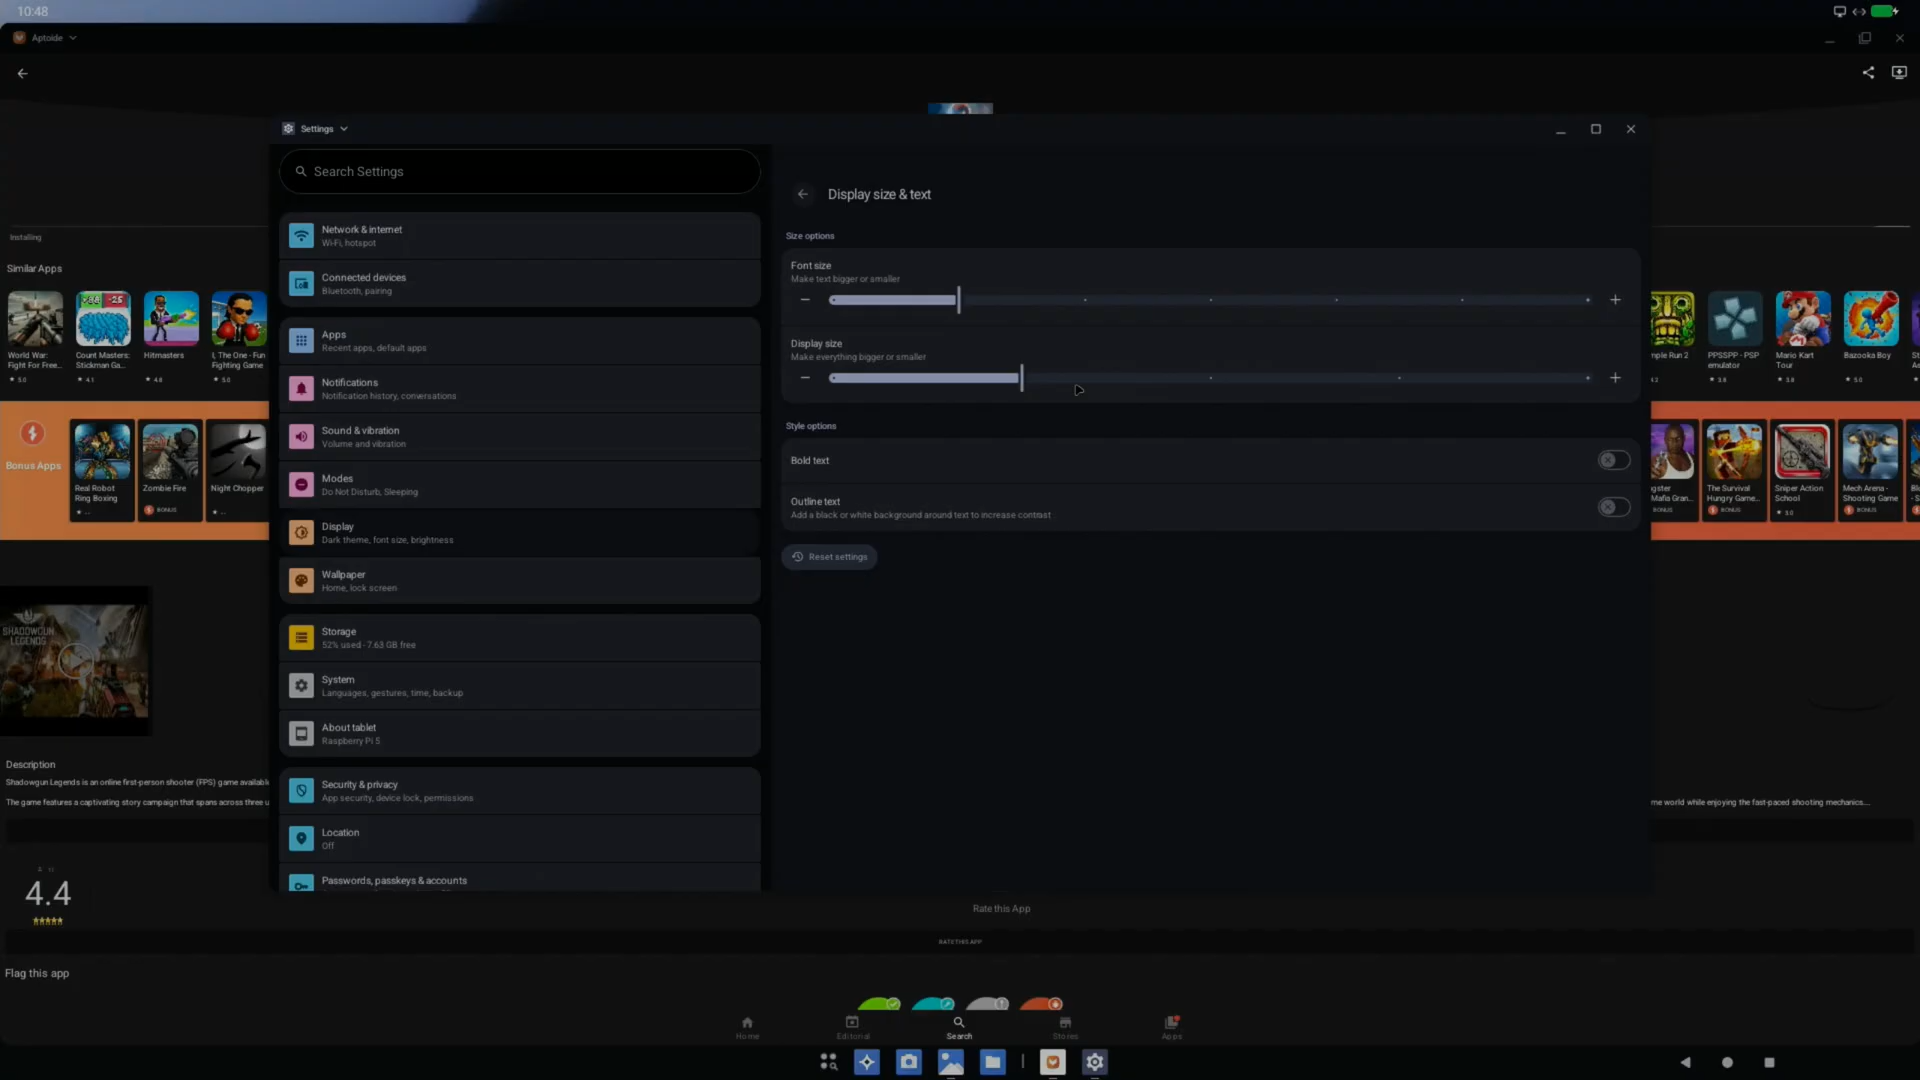 10:48
Aptoide
Settings
Search Settings
Network & internet
Wi-Fi, hotspot
Connected devices
Bluetooth, pairing
Apps
Recent apps, default apps
Notifications
Notification history, conversations
Sound & vibration
Volume and vibration
Modes
Do Not Disturb, Sleeping
Display
Dark theme, font size, brightness
Wallpaper
Home, lock screen
Storage
52% used - 7.63 GB free
System
Languages, gestures, time, backup
About tablet
Raspberry Pi 5
Security & privacy
App security, device lock, permissions
Location
Off
Passwords, passkeys & accounts
Display size & text
Size options
Font size
Make text bigger or smaller
Display size
Make everything bigger or smaller
Style options
Bold text
Outline text
Add a black or white background around text to increase contrast
Reset settings
Installing
Similar Apps
World War:
Fight For Free...
5.0
Count Masters:
Stickman Ga...
4.1
Hitmasters
4.8
I, The One - Fun
Fighting Game
5.0
mple Run 2
4.2
PPSSPP - PSP
emulator
3.8
Mario Kart
Tour
3.8
Bazooka Boy
5.0
Bonus Apps
Real Robot
Ring Boxing
Zombie Fire
BONUS
Night Chopper
ngster
Mafia Gran...
BONUS
The Survival
Hungry Game...
BONUS
Sniper Action
School
3.0
Mech Arena -
Shooting Game
BONUS
SHADOWGUN
LEGENDS
Description
Shadowgun Legends is an online first-person shooter (FPS) game availabl
The game features a captivating story campaign that spans across three u
me world while enjoying the fast-paced shooting mechanics...
4.4
Rate this App
RATE THIS APP
Flag this app
Home
Editorial
Search
Stores
Apps